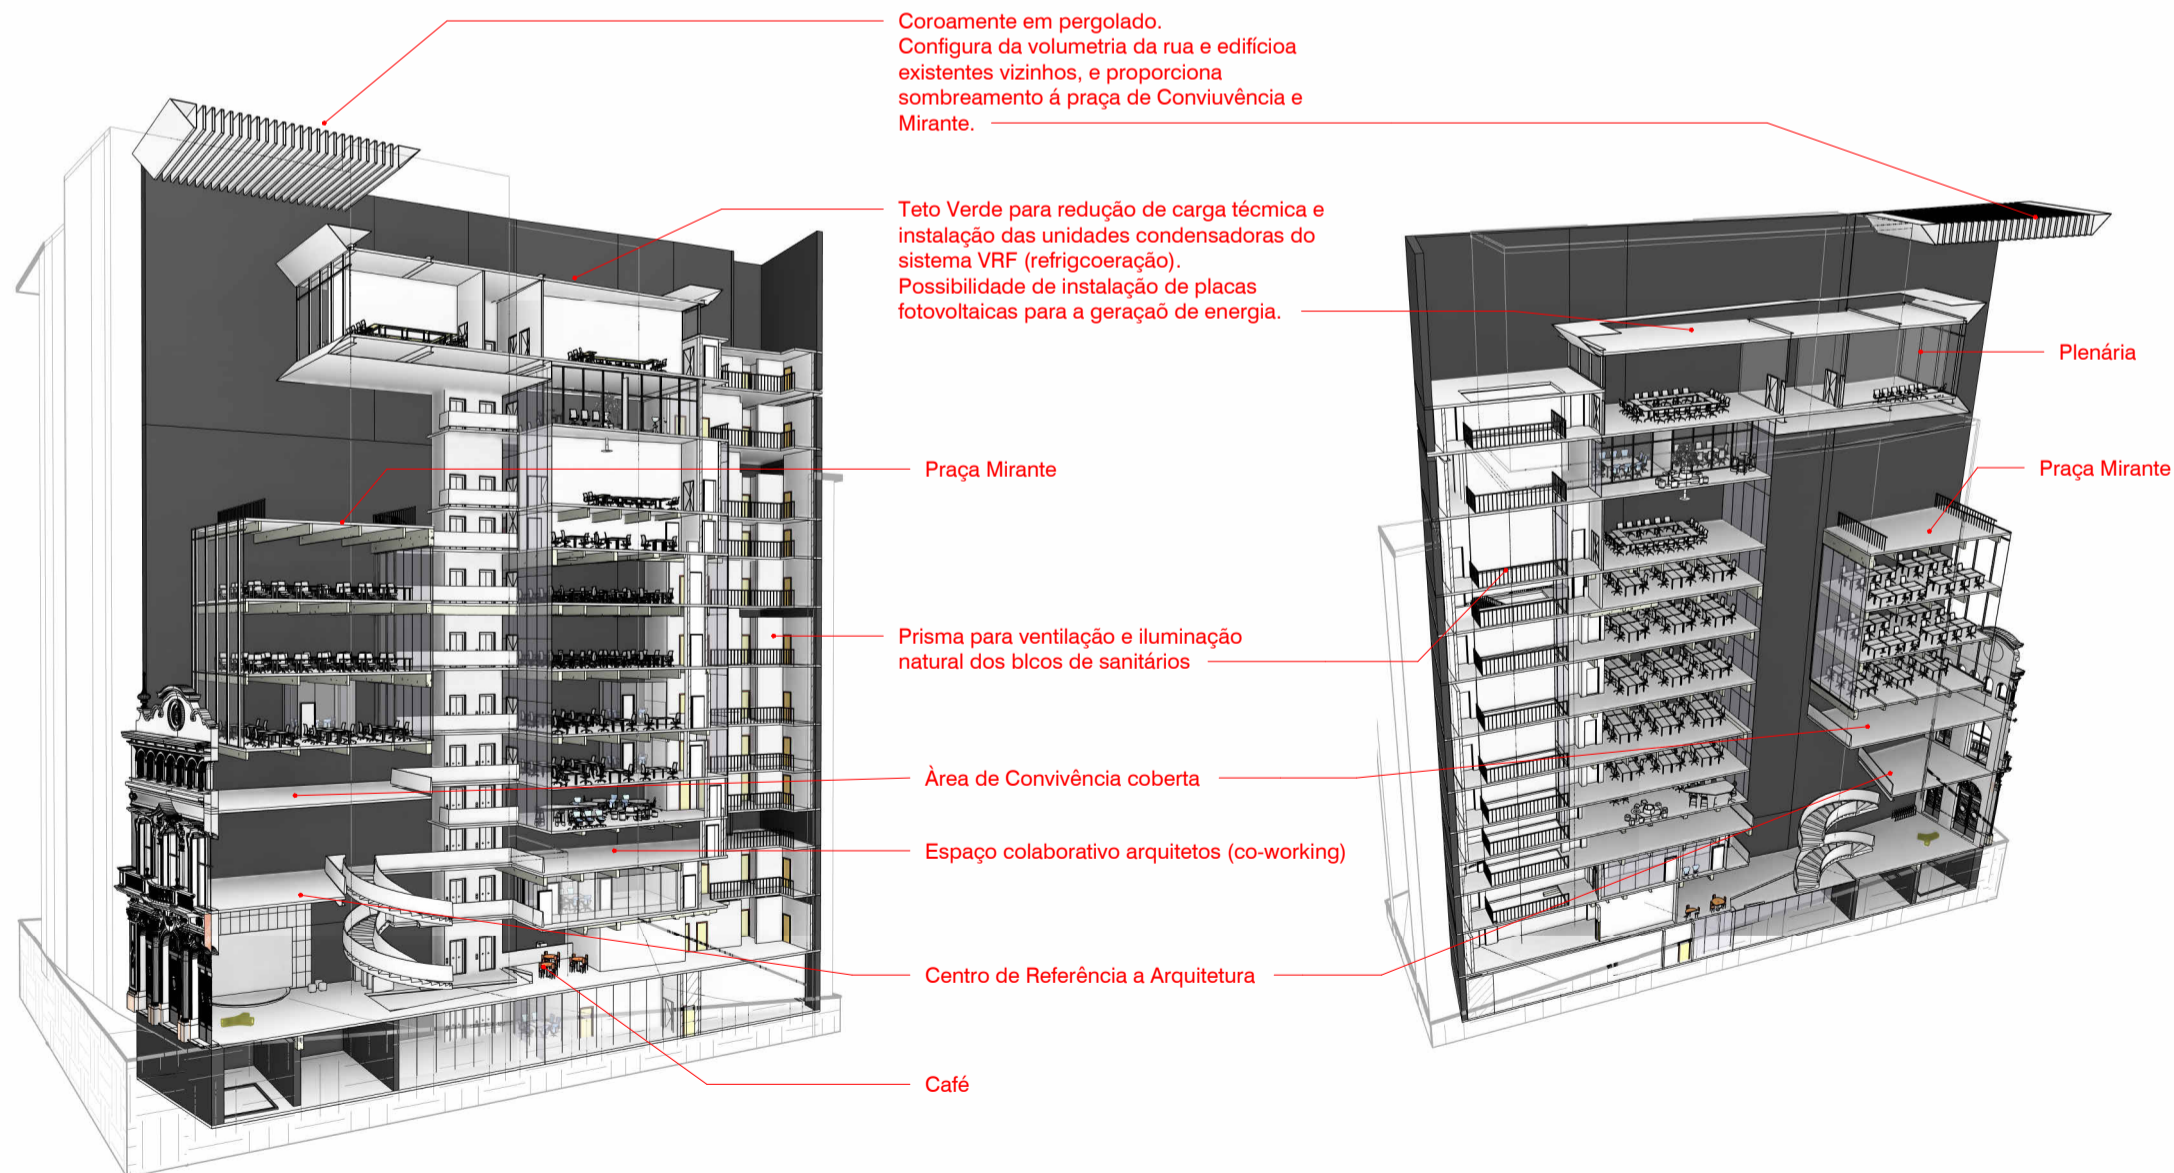 Coroamente em pergolado.
Configura da volumetria da rua e edifícioa
existentes vizinhos, e proporciona
sombreamento á praça de Conviuvência e
Mirante.
Teto Verde para redução de carga técmica e
instalação das unidades condensadoras do
sistema VRF (refrigcoeração).
Possibilidade de instalação de placas
fotovoltaicas para a geraçaõ de energia.
Plenária
Praça Mirante
Praça Mirante
Prisma para ventilação e iluminação
natural dos blcos de sanitários
Àrea de Convivência coberta
Espaço colaborativo arquitetos (co-working)
Centro de Referência a Arquitetura
Café